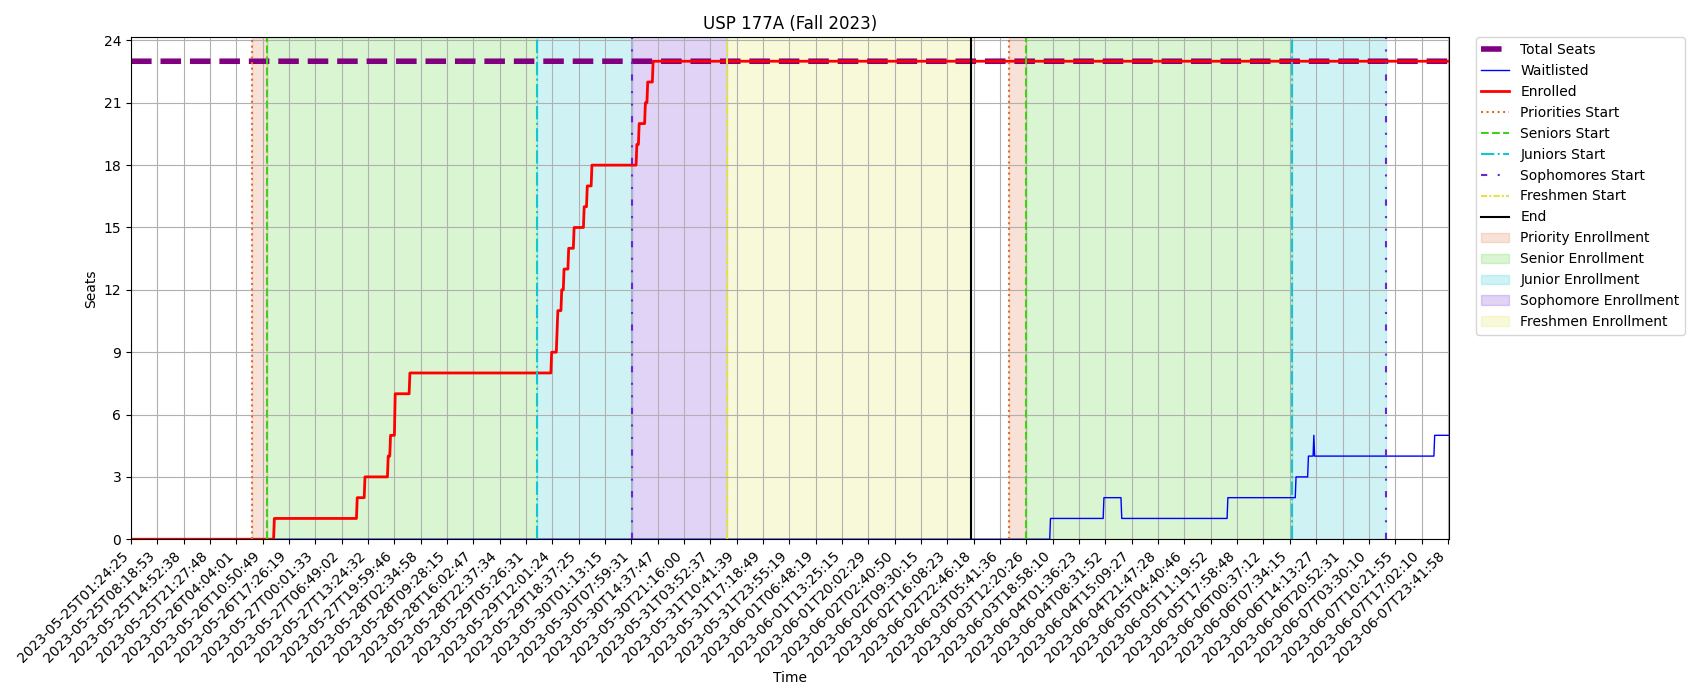 USP 177A (Fall 2023)
24
21
18
15
12
9
6
3
0
Seats
2023-05-25T01:24:25
2023-05-25T08:18:53
2023-05-25T14:52:38
2023-05-25T21:27:48
2023-05-26T04:04:01
2023-05-26T10:50:49
2023-05-26T17:26:19
2023-05-27T00:01:33
2023-05-27T06:49:02
2023-05-27T13:24:32
2023-05-27T19:59:46
2023-05-28T02:34:58
2023-05-28T09:28:15
2023-05-28T16:02:47
2023-05-28T22:37:34
2023-05-29T05:26:31
2023-05-29T12:01:24
2023-05-29T18:37:25
2023-05-30T01:13:15
2023-05-30T07:59:31
2023-05-30T14:37:47
2023-05-30T21:16:00
2023-05-31T03:52:37
2023-05-31T10:41:39
2023-05-31T17:18:49
2023-05-31T23:55:19
2023-06-01T06:48:19
2023-06-01T13:25:15
2023-06-01T20:02:29
2023-06-02T02:40:50
2023-06-02T09:30:15
2023-06-02T16:08:23
2023-06-02T22:46:18
2023-06-03T05:41:36
2023-06-03T12:20:26
2023-06-03T18:58:10
2023-06-04T01:36:23
2023-06-04T08:31:52
2023-06-04T15:09:27
2023-06-04T21:47:28
2023-06-05T04:40:46
2023-06-05T11:19:52
2023-06-05T17:58:48
2023-06-06T00:37:12
2023-06-06T07:34:15
2023-06-06T14:13:27
2023-06-06T20:52:31
2023-06-07T03:30:10
2023-06-07T10:21:55
2023-06-07T17:02:10
2023-06-07T23:41:58
Time
Total Seats
Waitlisted
Enrolled
Priorities Start
Seniors Start
Juniors Start
Sophomores Start
Freshmen Start
End
Priority Enrollment
Senior Enrollment
Junior Enrollment
Sophomore Enrollment
Freshmen Enrollment